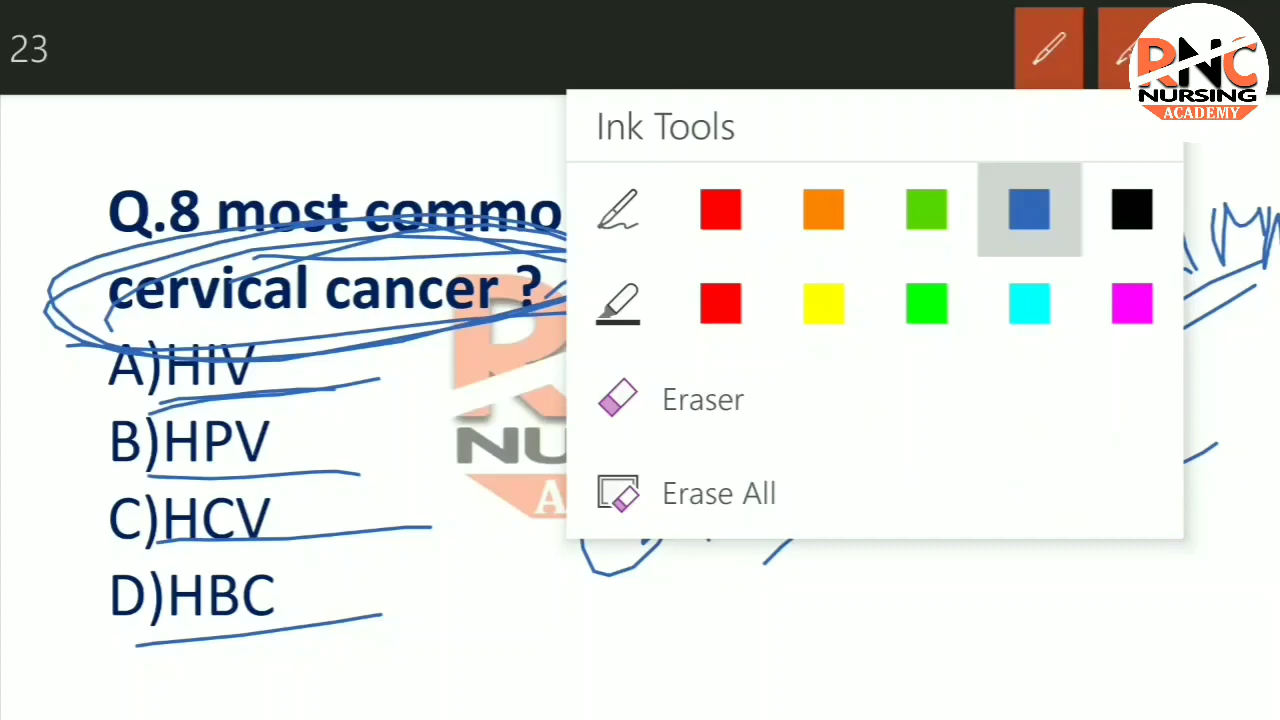 23
RNC
NURSING
ACADEMY
Ink Tools
Q.8 most commo
cervical cancer ?
A)HIV
B)HPV
C)HCV
D)HBC
Eraser
Erase All